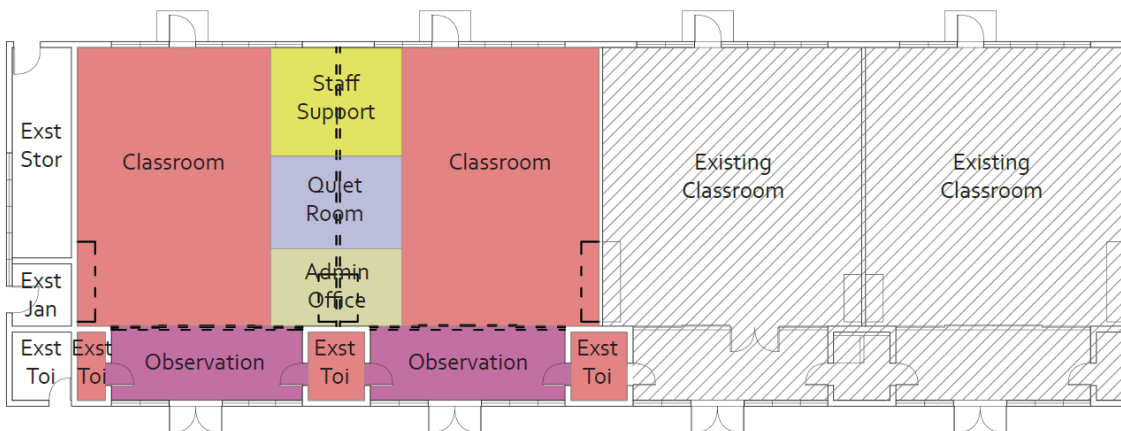 Exst
Stor
Classroom
Staff
Support
Quiet
Room
Admin
Office
Classroom
Existing
Classroom
Existing
Classroom
Exst
Jan
Exst
Toi
Exst
Toi
Observation
Exst
Toi
Observation
Exst
Toi